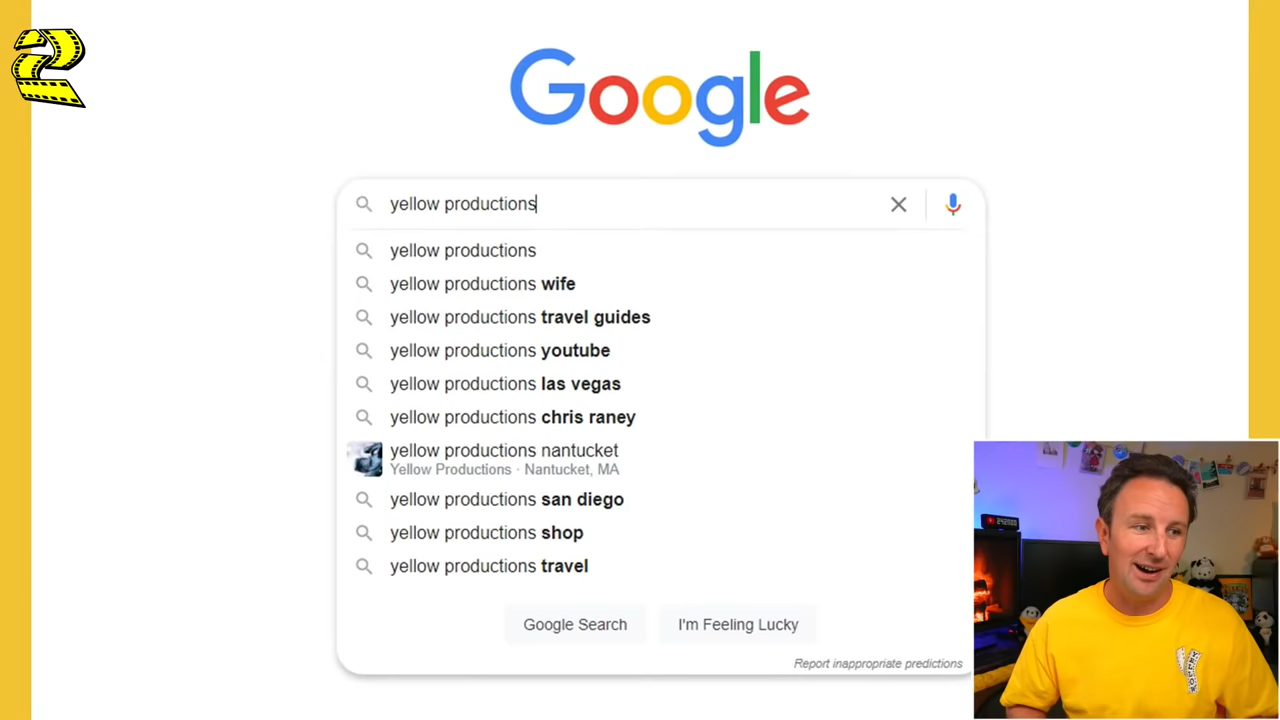 Google
yellow productions
yellow productions
yellow productions wife
yellow productions travel guides
yellow productions youtube
yellow productions las vegas
yellow productions chris raney
yellow productions nantucket
Yellow Productions · Nantucket, MA
yellow productions san diego
yellow productions shop
yellow productions travel
Google Search
I'm Feeling Lucky
Report inappropriate predictions
YELLOW